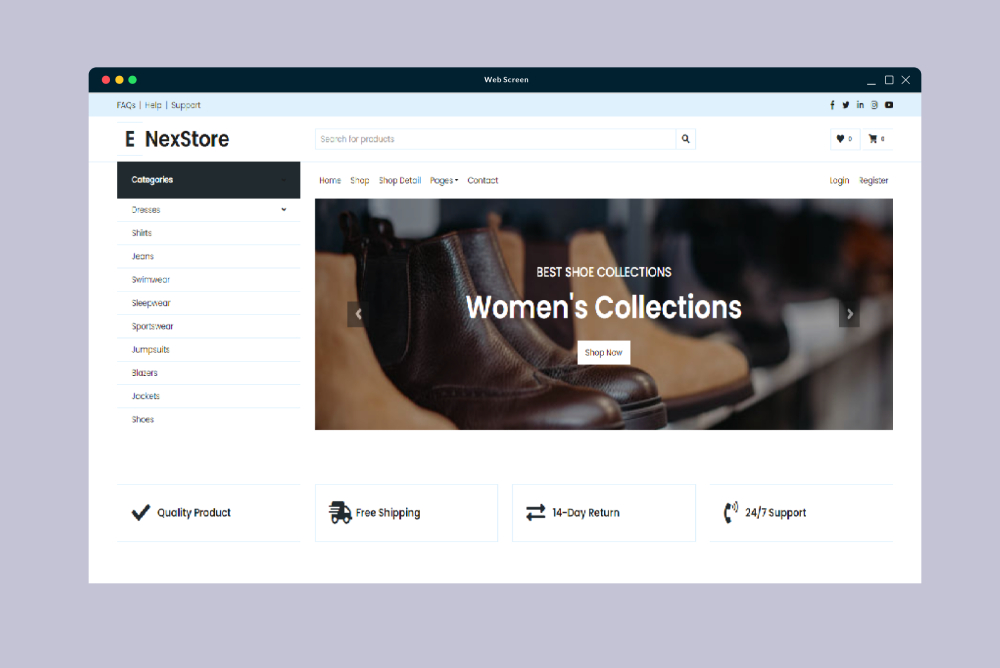 Web Screen
FAQs | Help | Support
E NexStore
Search for products
0
0
Categories
Home Shop Shop Detail Pages Contact
Login Register
Dresses
Shirts
Jeans
Swimwear
Sleepwear
Sportswear
Jumpsuits
Blazers
Jackets
Shoes
BEST SHOE COLLECTIONS
Women's Collections
Shop Now
Quality Product
Free Shipping
14-Day Return
24/7 Support